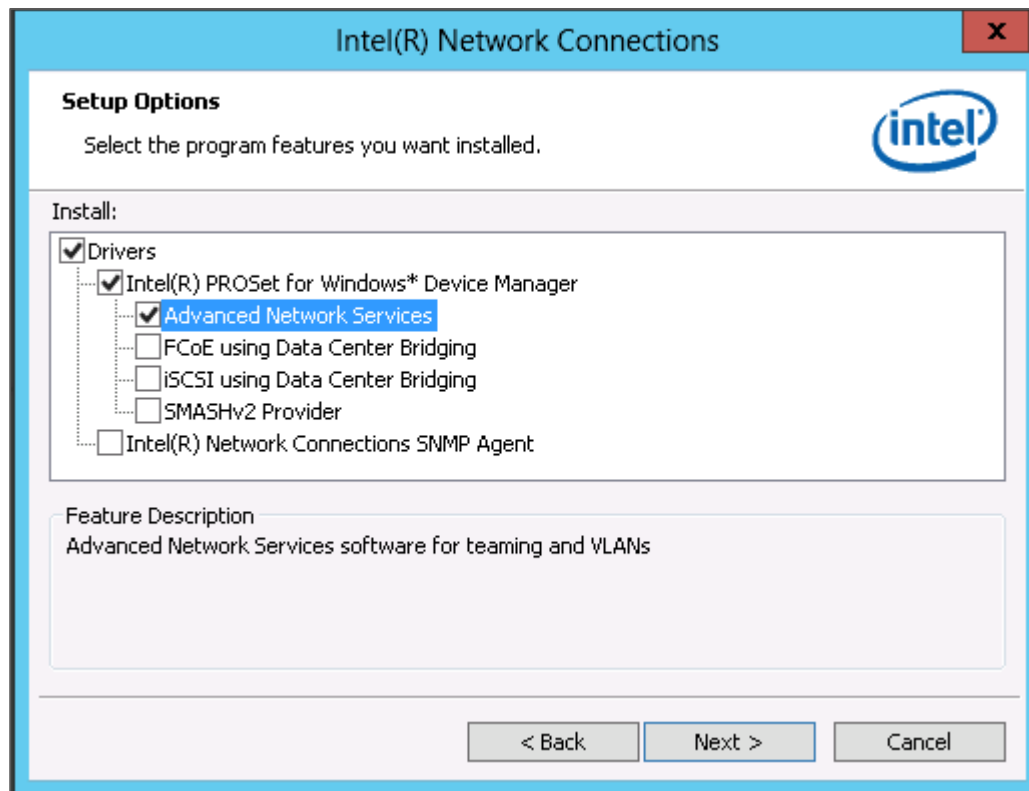 Intel(R) Network Connections
x
Setup Options
Select the program features you want installed.
intel
Install:
Drivers
Intel(R) PROSet for Windows* Device Manager
Advanced Network Services
FCoE using Data Center Bridging
iSCSI using Data Center Bridging
SMASHv2 Provider
Intel(R) Network Connections SNMP Agent
Feature Description
Advanced Network Services software for teaming and VLANs
< Back Next > Cancel